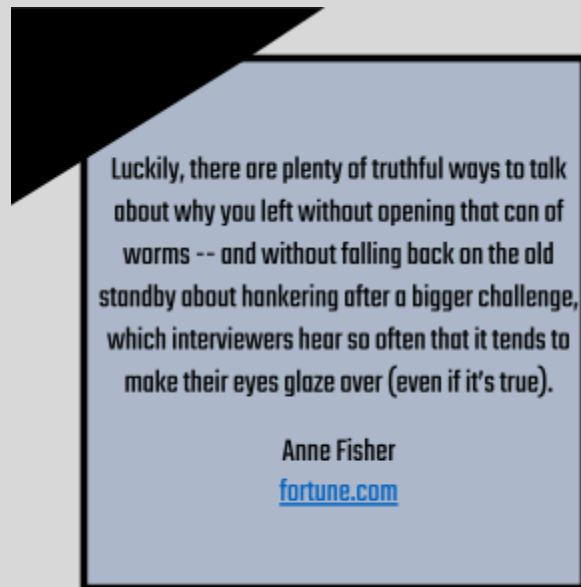 Luckily, there are plenty of truthful ways to talk
about why you left without opening that can of
worms -- and without falling back on the old
standby about hankering after a bigger challenge,
which interviewers hear so often that it tends to
make their eyes glaze over (even if it's true).
Anne Fisher
fortune.com